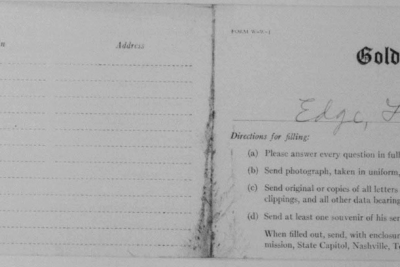 Address
Gold
Edge, F
Directions for filling:
(a) Please answer every question in full
(b) Send photograph, taken in uniform,
(c) Send original or copies of all letters
clippings, and all other data bearing
(d) Send at least one souvenir of his ser
When filled out, send, with enclosur
mission, State Capitol, Nashville, T